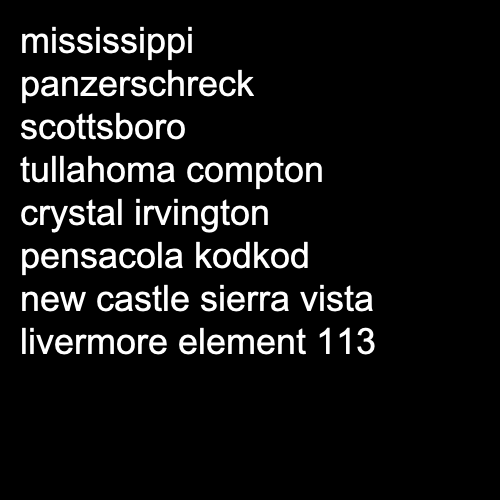 mississippi
panzerschreck
scottsboro
tullahoma compton
crystal irvington
pensacola kodkod
new castle sierra vista
livermore element 113